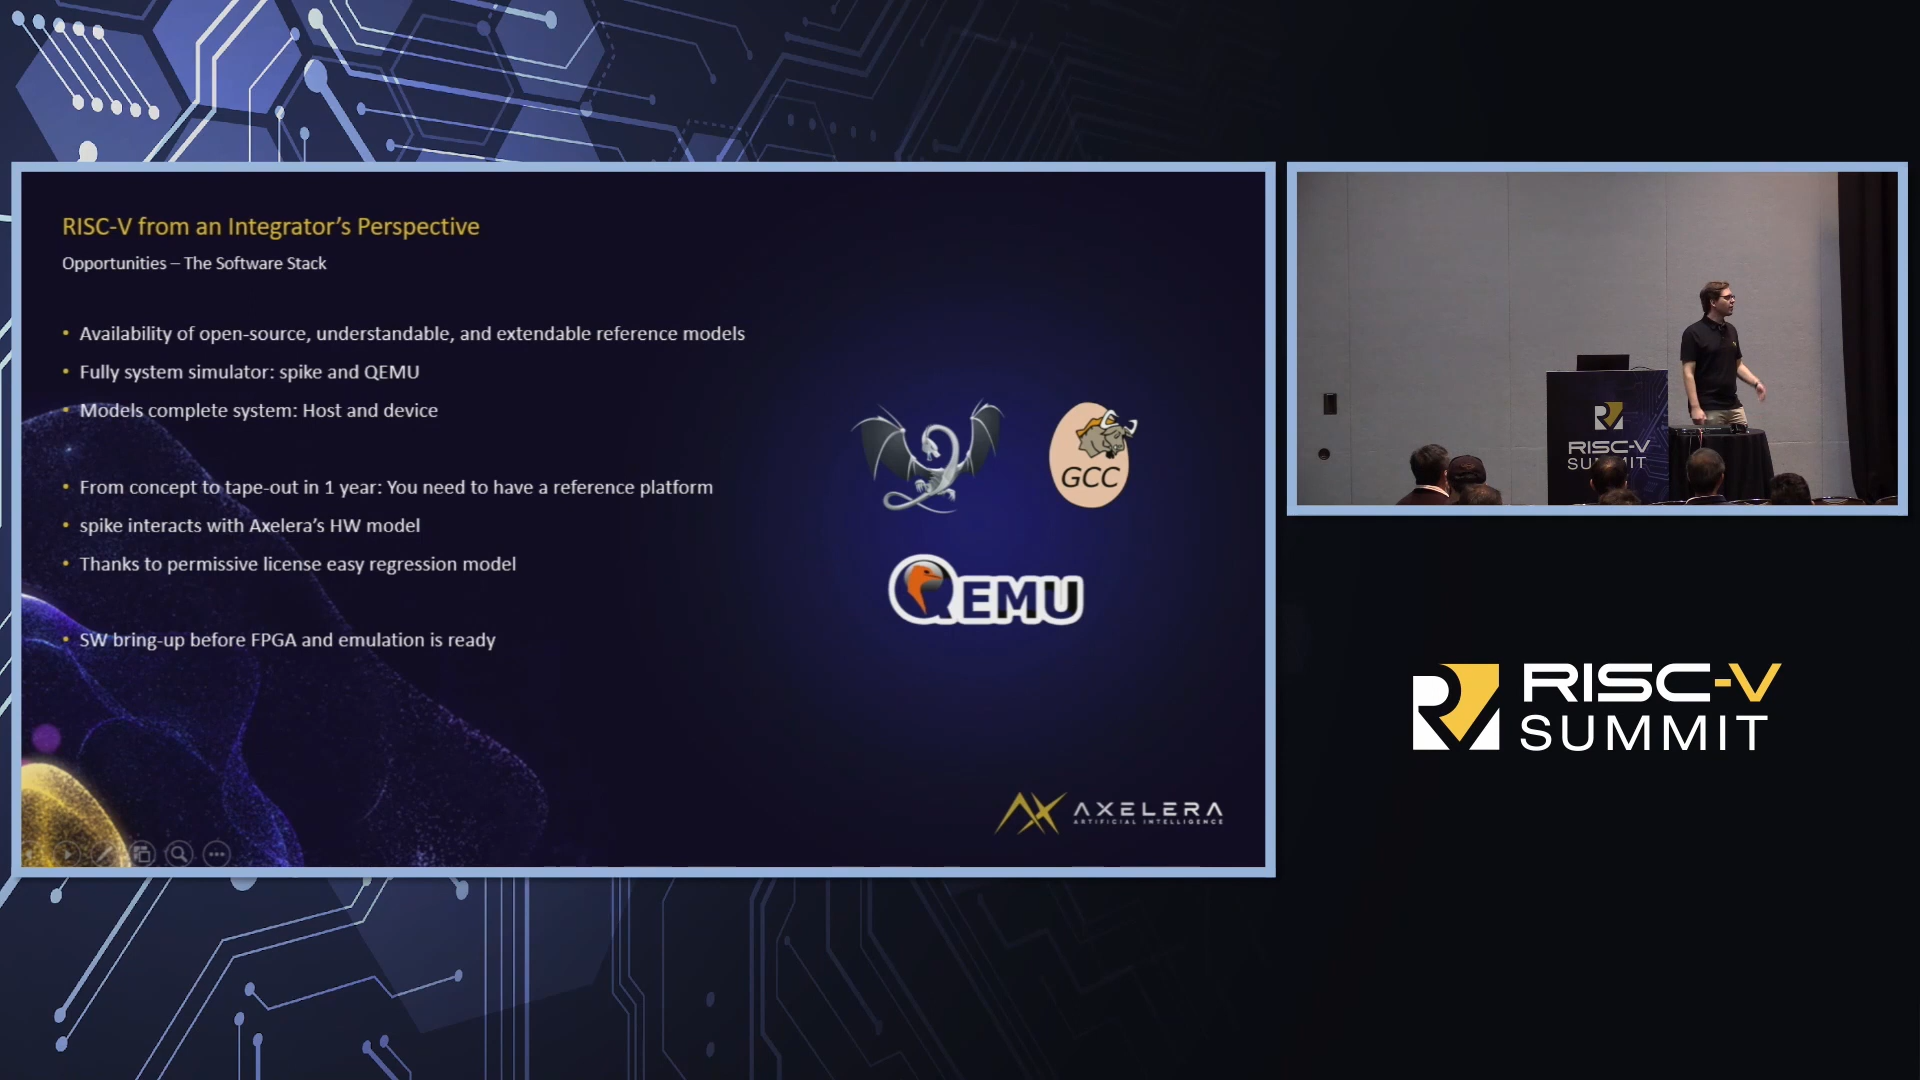 RISC-V from an Integrator's Perspective
Opportunities – The Software Stack
• Availability of open-source, understandable, and extendable reference models
• Fully system simulator: spike and QEMU
• Models complete system: Host and device
• From concept to tape-out in 1 year: You need to have a reference platform
• spike interacts with Axelera's HW model
• Thanks to permissive license easy regression model
• SW bring-up before FPGA and emulation is ready
GCC
QEMU
AXELERA
ARTIFICIAL INTELLIGENCE
RISC-V
SUMMIT
RISC-V
SUMMIT